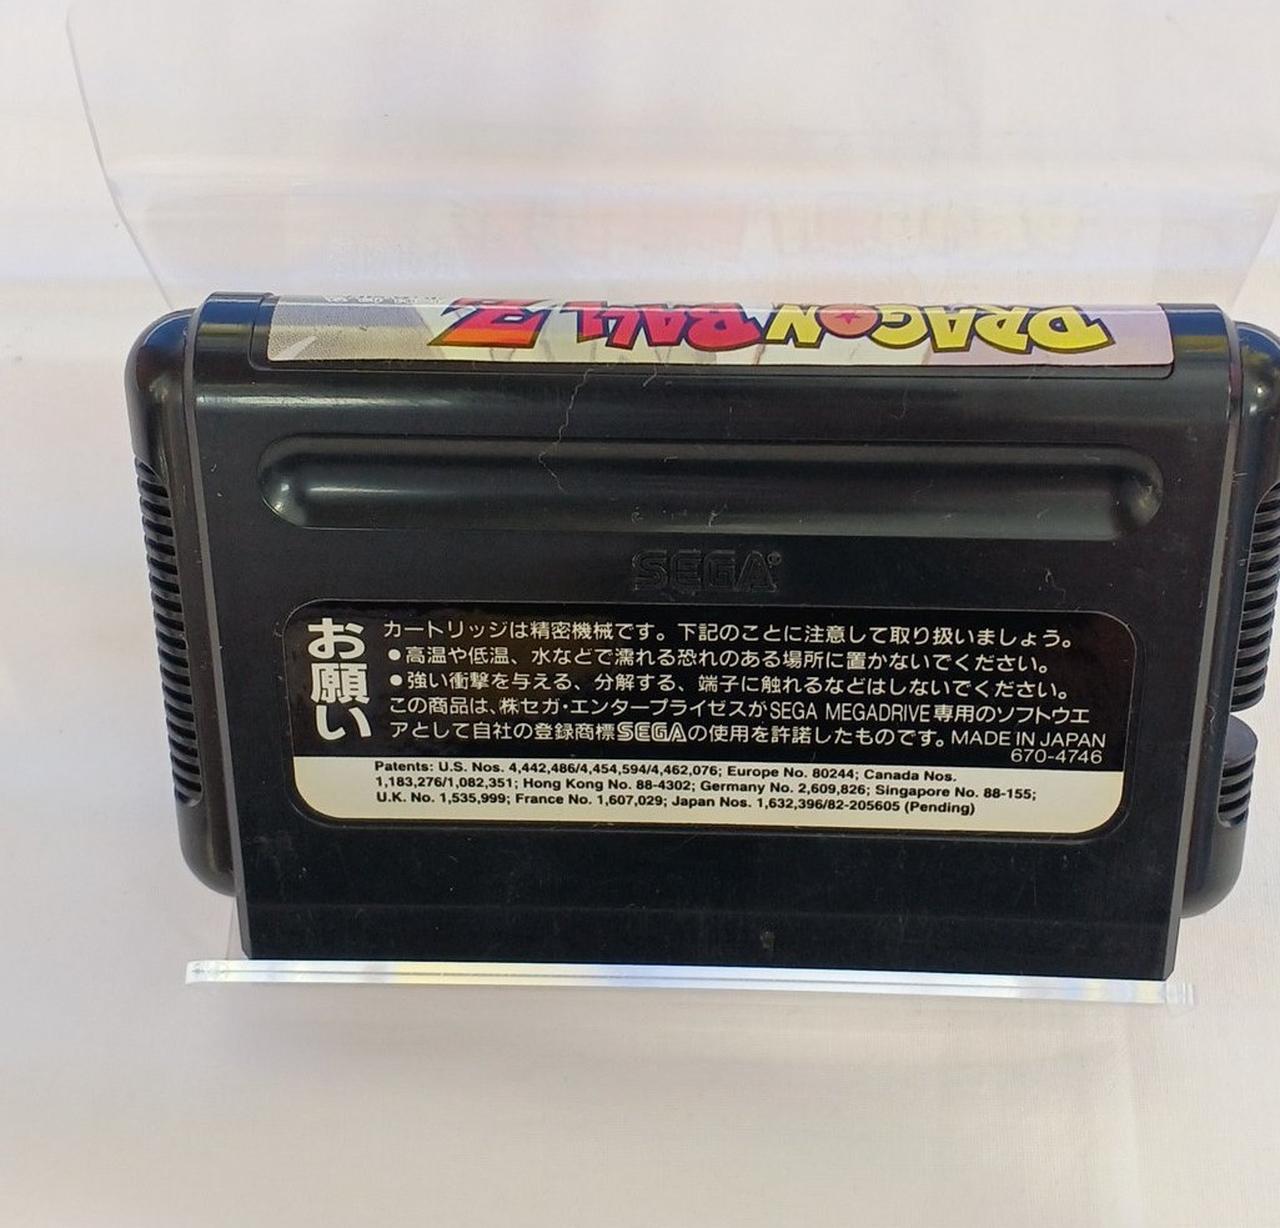 DRAGON BALL Z
SEGA®
お願い
カートリッジは精密機械です。下記のことに注意して取り扱いましょう。
●高温や低温、水などで濡れる恐れのある場所に置かないでください。
●強い衝撃を与える、分解する、端子に触れるなどはしないでください。
この商品は、㈱セガ・エンタープライゼスがSEGA MEGADRIVE専用のソフトウエ
アとして自社の登録商標SEGAの使用を許諾したものです。MADE IN JAPAN
670-4746
Patents: U.S. Nos. 4,442,486/4,454,594/4,462,076; Europe No. 80244; Canada Nos.
1,183,276/1,082,351; Hong Kong No. 88-4302; Germany No. 2,609,826; Singapore No. 88-155;
U.K. No. 1,535,999; France No. 1,607,029; Japan Nos. 1,632,396/82-205605 (Pending)